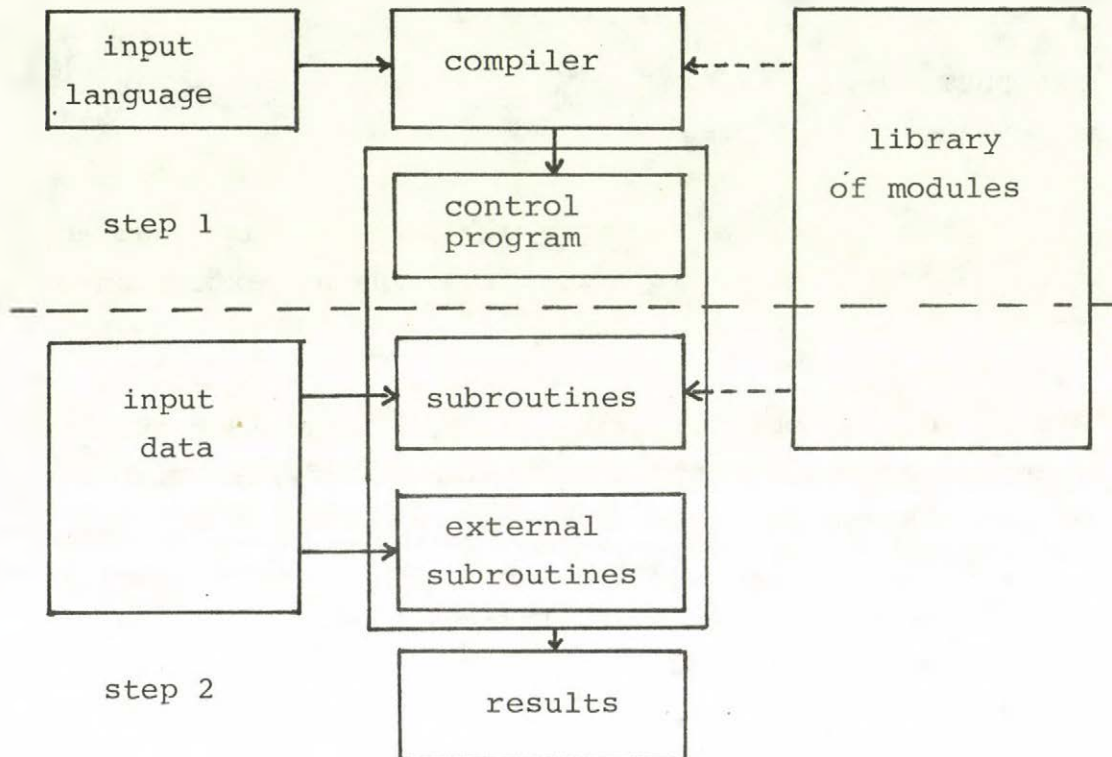 input
language
compiler
library
of modules
step 1
control
program
input
data
subroutines
external
subroutines
step 2
results